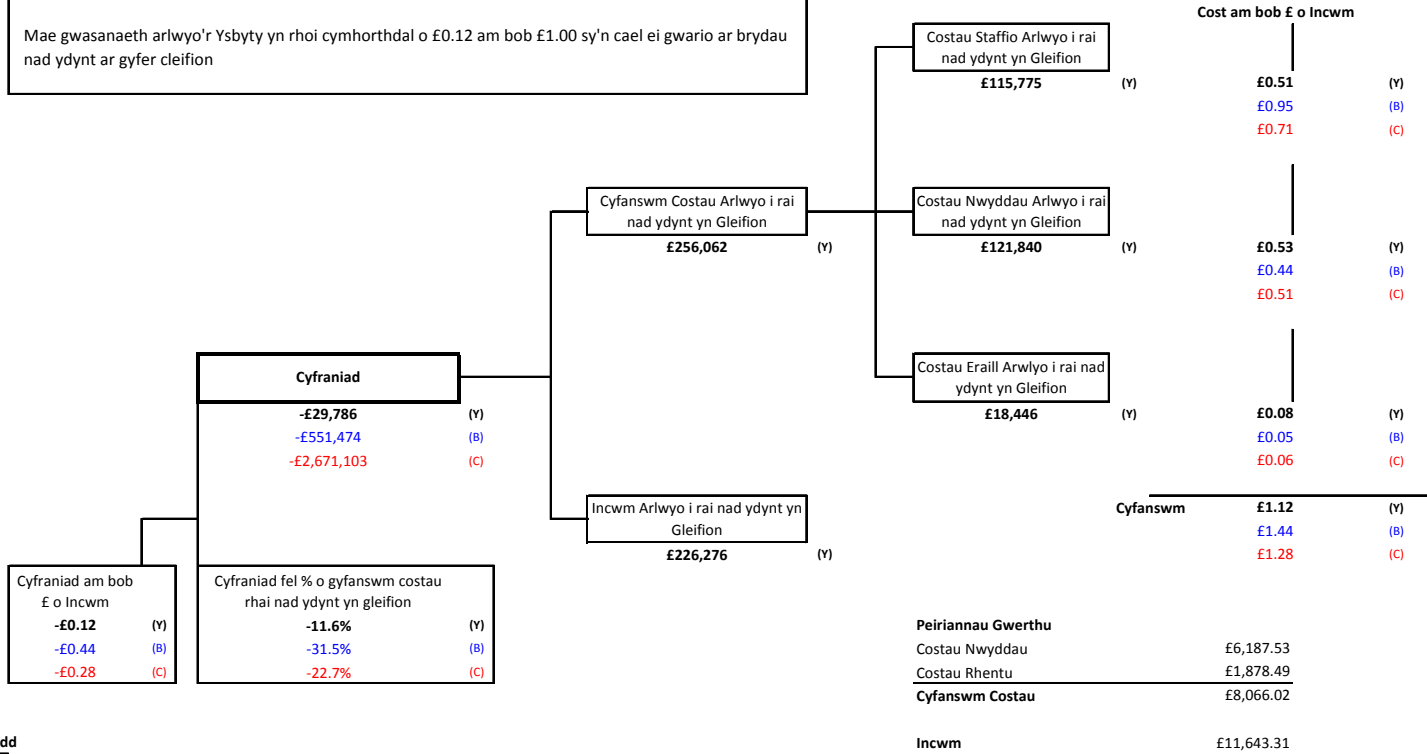 Cost am bob £ o Incwm
Mae gwasanaeth arlwyo'r Ysbyty yn rhoi cymhorthdal o £0.12 am bob £1.00 sy'n cael ei gwario ar brydau
nad ydynt ar gyfer cleifion
Costau Staffio Arlwyo i rai
nad ydynt yn Gleifion
£115,775 (Y) £0.51 (Y)
£0.95 (B)
£0.71 (C)
Cyfanswm Costau Arlwyo i rai
nad ydynt yn Gleifion
£256,062 (Y)
Costau Nwyddau Arlwyo i rai
nad ydynt yn Gleifion
£121,840 (Y) £0.53 (Y)
£0.44 (B)
£0.51 (C)
Cyfraniad
-£29,786 (Y)
-£551,474 (B)
-£2,671,103 (C)
Costau Eraill Arwlyo i rai nad
ydynt yn Gleifion
£18,446 (Y) £0.08 (Y)
£0.05 (B)
£0.06 (C)
Incwm Arlwyo i rai nad ydynt yn
Gleifion
£226,276 (Y)
Cyfanswm £1.12 (Y)
£1.44 (B)
£1.28 (C)
Cyfraniad am bob
£ o Incwm
-£0.12 (Y)
-£0.44 (B)
-£0.28 (C)
Cyfraniad fel % o gyfanswm costau
rhai nad ydynt yn gleifion
-11.6% (Y)
-31.5% (B)
-22.7% (C)
Peiriannau Gwerthu
Costau Nwyddau £6,187.53
Costau Rhentu £1,878.49
Cyfanswm Costau £8,066.02
dd
Incwm £11,643.31